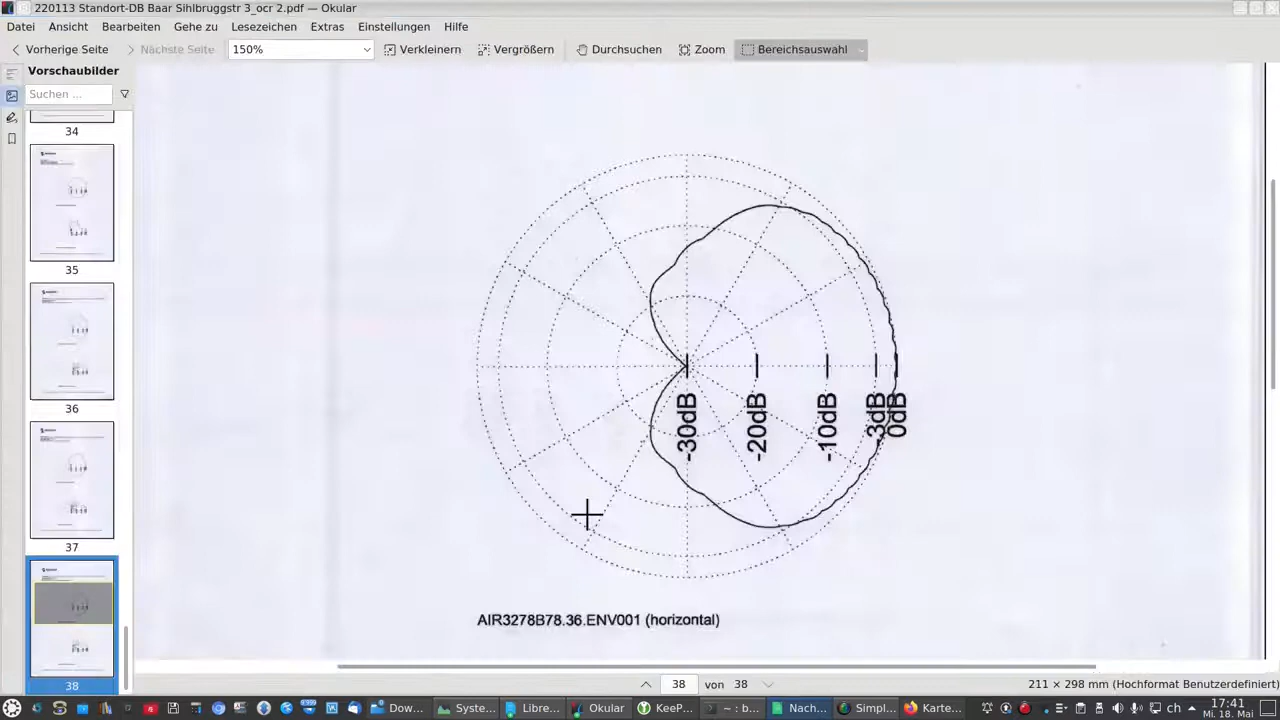 220113 Standort-DB Baar Sihlbruggstr 3_ocr 2.pdf — Okular
Datei Ansicht Bearbeiten Gehe zu Lesezeichen Extras Einstellungen Hilfe
Vorherige Seite Nächste Seite 150% Verkleinern Vergrößern Durchsuchen Zoom Bereichsauswahl
Vorschaubilder
Suchen ...
34
35
36
37
38
-30dB
-20dB
-10dB
3dB
0dB
AIR3278B78.36.ENV001 (horizontal)
38 von 38
211 × 298 mm (Hochformat Benutzerdefiniert)
Dow... Syste... Libre... Okular KeeP... ~ : b... Nach... Simpl... Karte... ch 17:41
Mi. 18. Mai